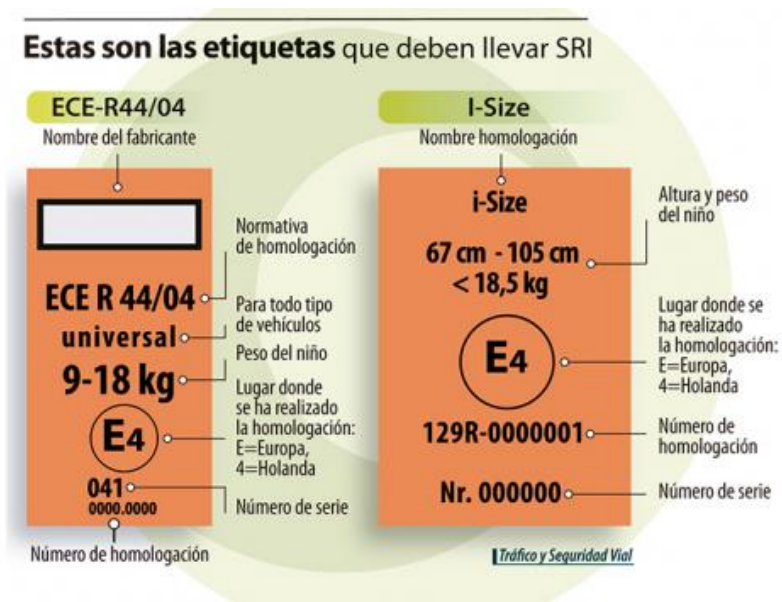 Estas son las etiquetas que deben llevar SRI
ECE-R44/04
Nombre del fabricante
Normativa
de homologación
ECE R 44/04
Para todo tipo
de vehículos
universal
Peso del niño
9-18 kg
Lugar donde
se ha realizado
la homologación:
E=Europa,
4=Holanda
E4
041
0000.0000
Número de serie
Número de homologación
I-Size
Nombre homologación
i-Size
Altura y peso
del niño
67 cm - 105 cm
< 18,5 kg
Lugar donde se
ha realizado
la homologación:
E=Europa,
4=Holanda
E4
129R-0000001
Número de
homologación
Nr. 000000
Número de serie
Tráfico y Seguridad Vial